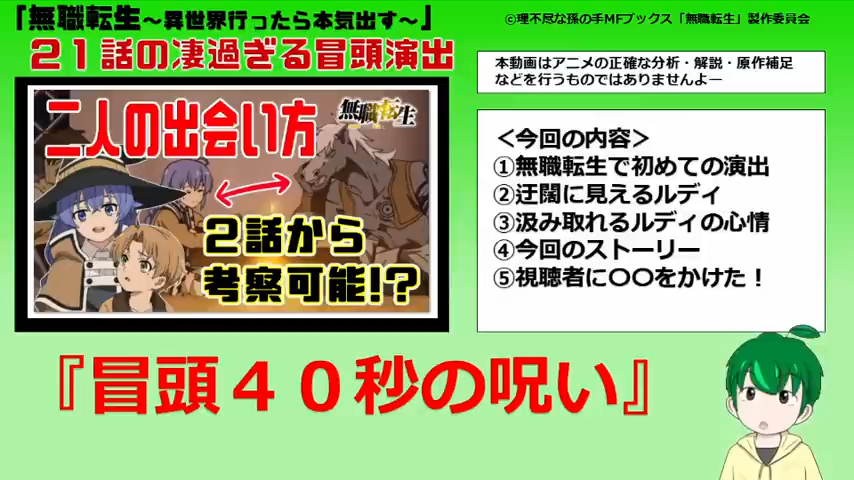 「無職転生～異世界行ったら本気出す～」
21話の凄過ぎる冒頭演出
©理不尽な孫の手MFブックス「無職転生」製作委員会
本動画はアニメの正確な分析・解説・原作補足
などを行うものではありませんよー
二人の出会い方
無職転生
2話から
考察可能!?
＜今回の内容＞
①無職転生で初めての演出
②迂闊に見えるルディ
③汲み取れるルディの心情
④今回のストーリー
⑤視聴者に〇〇をかけた！
『冒頭４０秒の呪い』